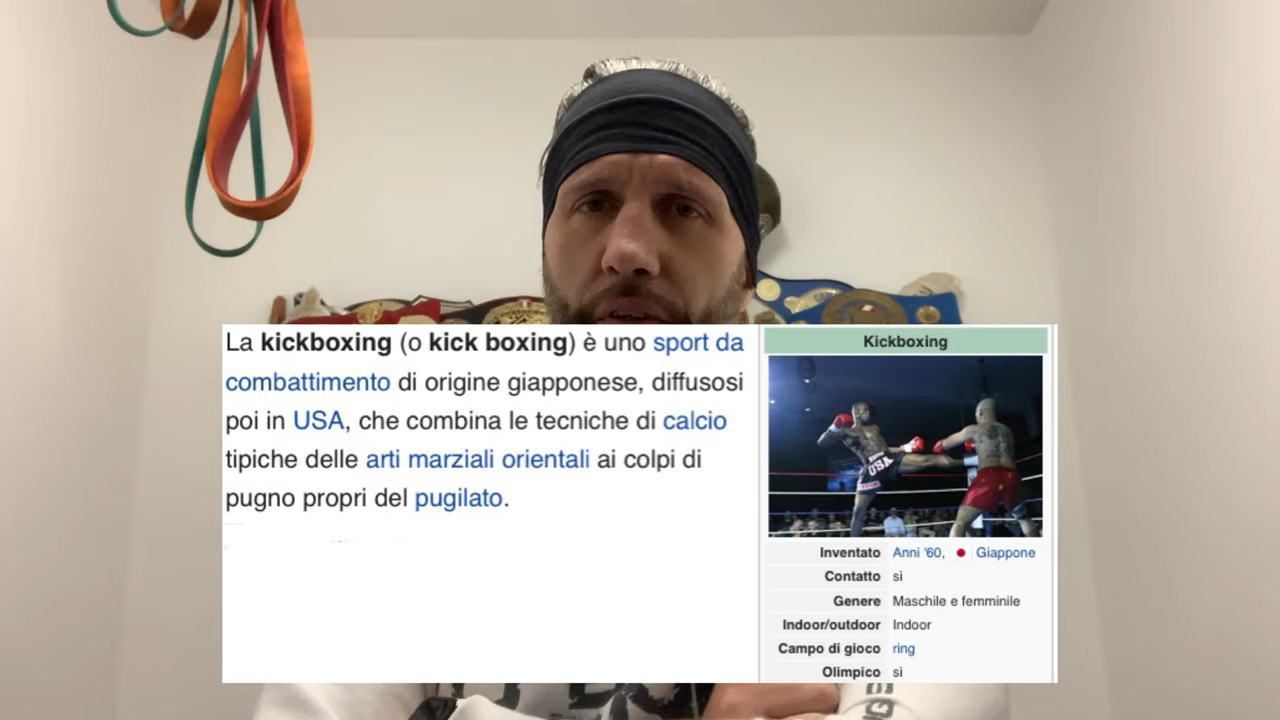 La kickboxing (o kick boxing) è uno sport da
combattimento di origine giapponese, diffusosi
poi in USA, che combina le tecniche di calcio
tipiche delle arti marziali orientali ai colpi di
pugno propri del pugilato.
Kickboxing
USA
Inventato Anni '60, Giappone
Contatto sì
Genere Maschile e femminile
Indoor/outdoor Indoor
Campo di gioco ring
Olimpico sì